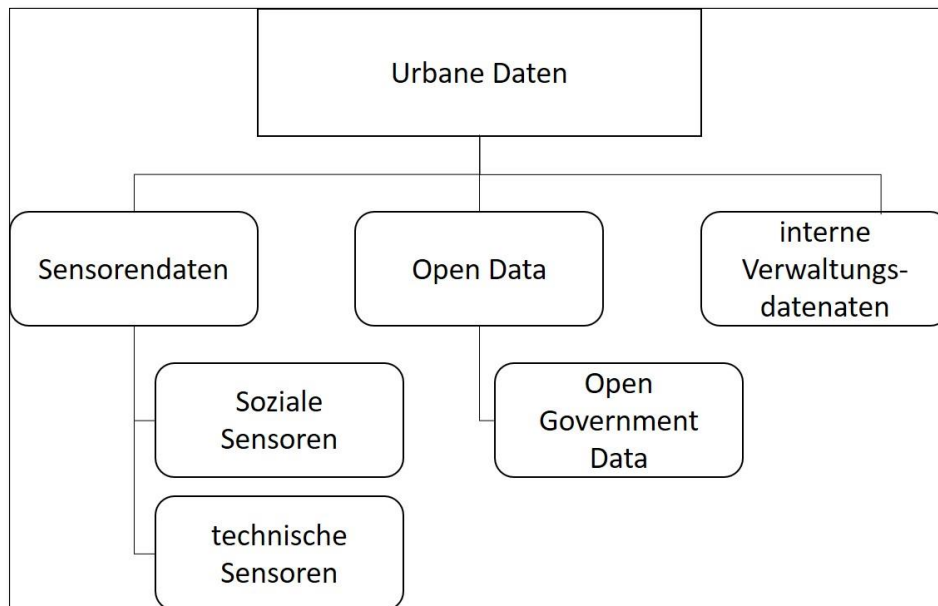 Urbane Daten
Sensorendaten
Open Data
interne
Verwaltungs-
datenaten
Soziale
Sensoren
Open
Government
Data
technische
Sensoren